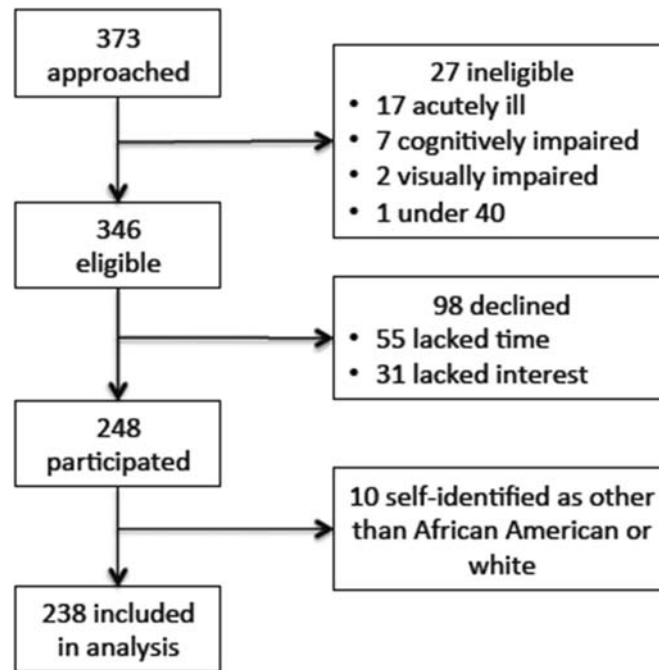 373
approached
27 ineligible
• 17 acutely ill
• 7 cognitively impaired
• 2 visually impaired
• 1 under 40
346
eligible
98 declined
• 55 lacked time
• 31 lacked interest
248
participated
10 self-identified as other
than African American or
white
238 included
in analysis